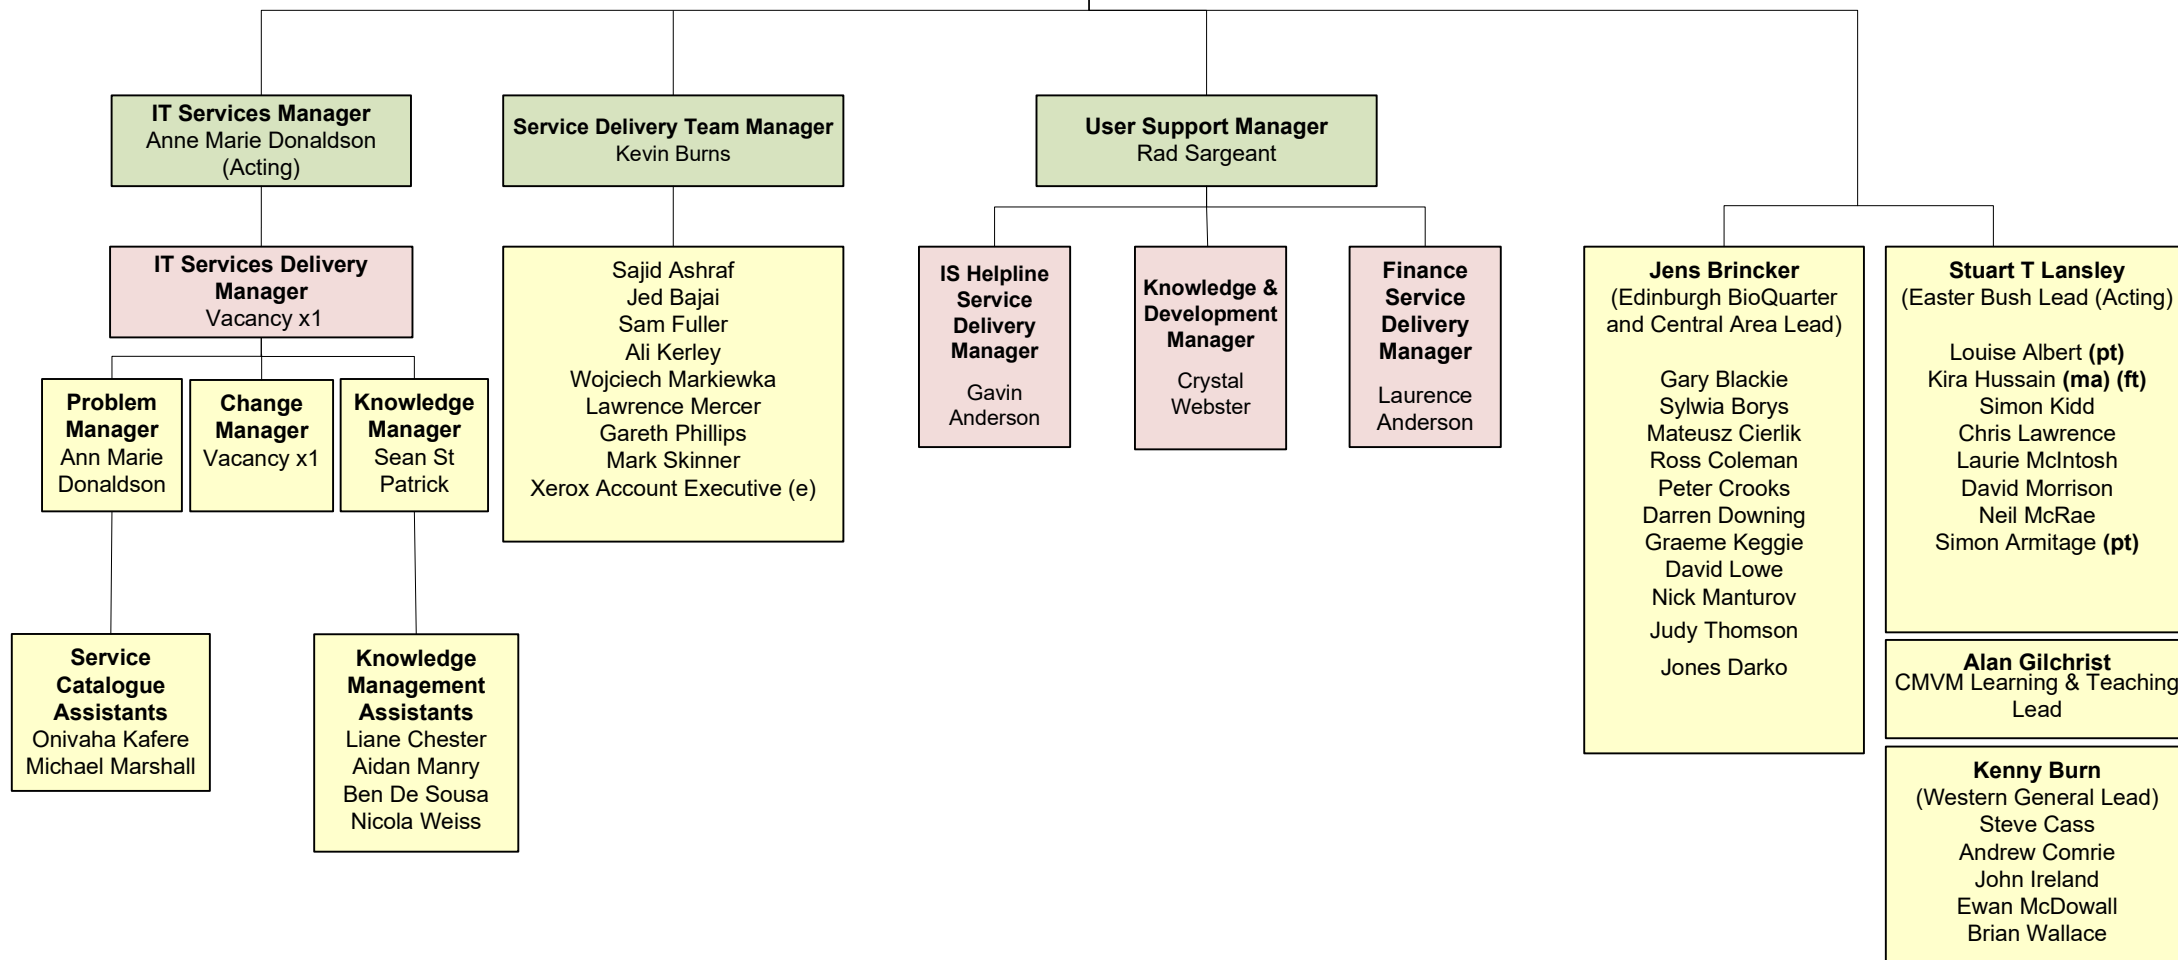 IT Services Manager
Anne Marie Donaldson
(Acting)
Service Delivery Team Manager
Kevin Burns
User Support Manager
Rad Sargeant
IT Services Delivery
Manager
Vacancy x1
Problem
Manager
Ann Marie
Donaldson
Change
Manager
Vacancy x1
Knowledge
Manager
Sean St
Patrick
Service
Catalogue
Assistants
Onivaha Kafere
Michael Marshall
Knowledge
Management
Assistants
Liane Chester
Aidan Manry
Ben De Sousa
Nicola Weiss
Sajid Ashraf
Jed Bajai
Sam Fuller
Ali Kerley
Wojciech Markiewka
Lawrence Mercer
Gareth Phillips
Mark Skinner
Xerox Account Executive (e)
IS Helpline
Service
Delivery
Manager
Gavin
Anderson
Knowledge &
Development
Manager
Crystal
Webster
Finance
Service
Delivery
Manager
Laurence
Anderson
Jens Brincker
(Edinburgh BioQuarter
and Central Area Lead)
Gary Blackie
Sylwia Borys
Mateusz Cierlik
Ross Coleman
Peter Crooks
Darren Downing
Graeme Keggie
David Lowe
Nick Manturov
Judy Thomson
Jones Darko
Stuart T Lansley
(Easter Bush Lead (Acting)
Louise Albert (pt)
Kira Hussain (ma) (ft)
Simon Kidd
Chris Lawrence
Laurie McIntosh
David Morrison
Neil McRae
Simon Armitage (pt)
Alan Gilchrist
CMVM Learning & Teaching
Lead
Kenny Burn
(Western General Lead)
Steve Cass
Andrew Comrie
John Ireland
Ewan McDowall
Brian Wallace